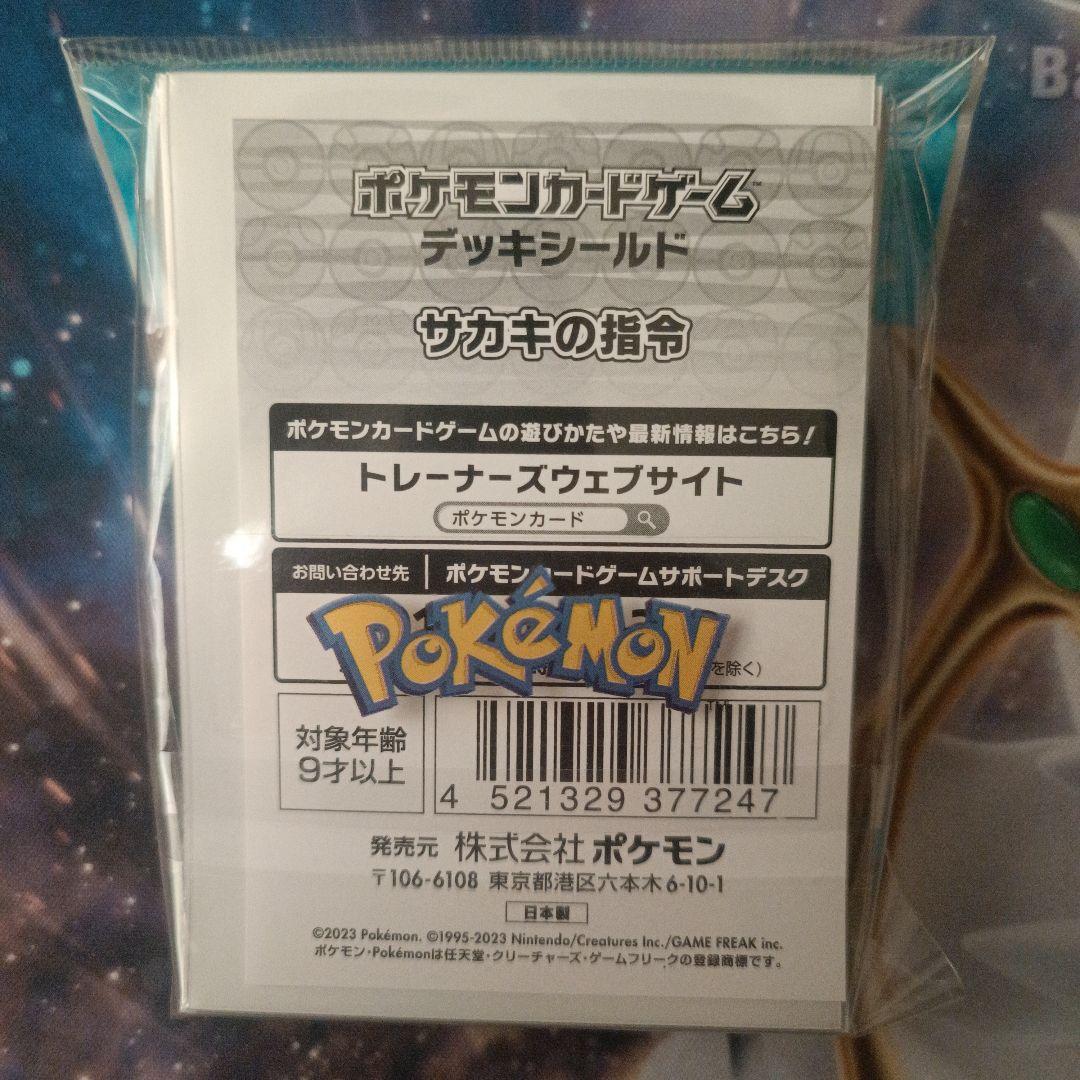 Ba
ポケモンカードゲーム™
デッキシールド
サカキの指令
ポケモンカードゲームの遊びかたや最新情報はこちら!
トレーナーズウェブサイト
ポケモンカード
お問い合わせ先 ポケモンカードゲームサポートデスク
POKéMON
を除く)
対象年齢
9才以上
4 521329 377247
発売元 株式会社 ポケモン
〒106-6108 東京都港区六本木6-10-1
日本製
©2023 Pokémon. ©1995-2023 Nintendo/Creatures Inc./GAME FREAK inc.
ポケモン・Pokémonは任天堂・クリーチャーズ・ゲームフリークの登録商標です。